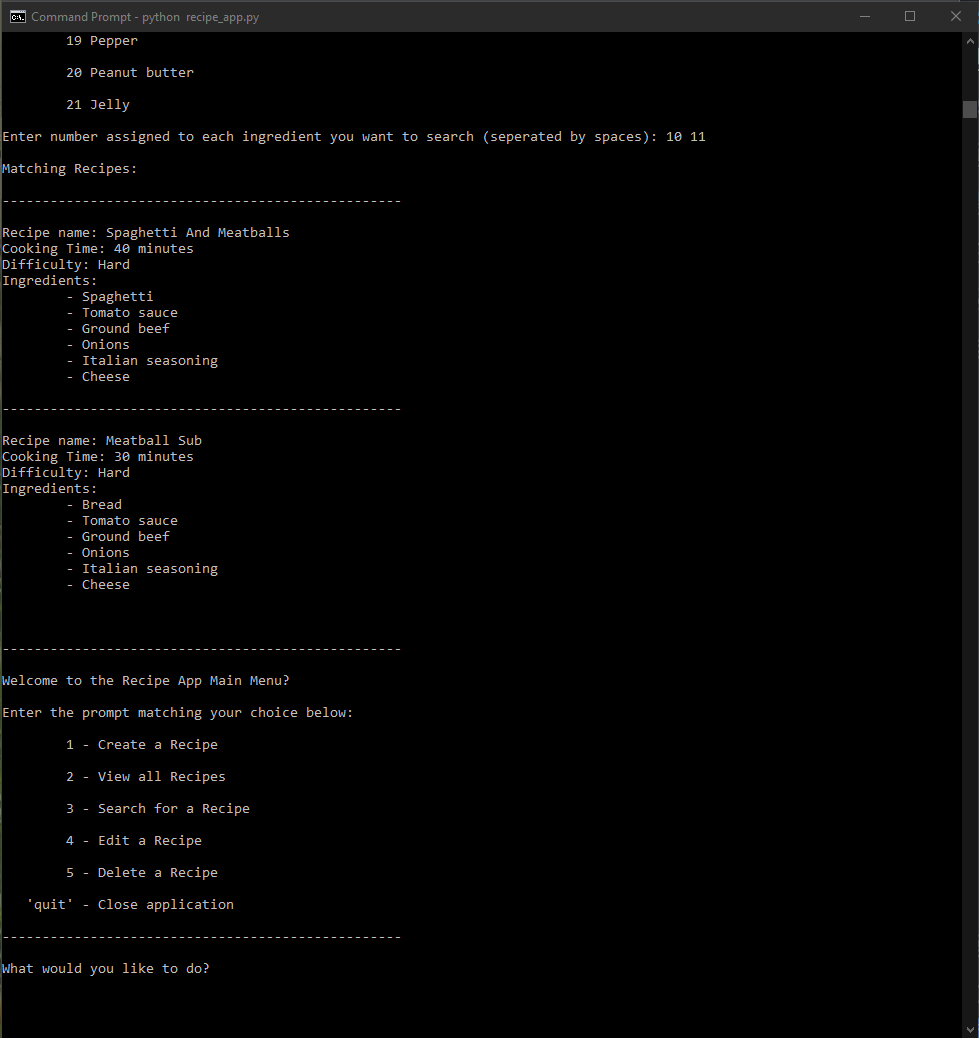 Command Prompt - python  recipe_app.py
19 Pepper
20 Peanut butter
21 Jelly
Enter number assigned to each ingredient you want to search (seperated by spaces): 10 11
Matching Recipes:
--------------------------------------------------
Recipe name: Spaghetti And Meatballs
Cooking Time: 40 minutes
Difficulty: Hard
Ingredients:
- Spaghetti
- Tomato sauce
- Ground beef
- Onions
- Italian seasoning
- Cheese
--------------------------------------------------
Recipe name: Meatball Sub
Cooking Time: 30 minutes
Difficulty: Hard
Ingredients:
- Bread
- Tomato sauce
- Ground beef
- Onions
- Italian seasoning
- Cheese
--------------------------------------------------
Welcome to the Recipe App Main Menu?
Enter the prompt matching your choice below:
1 - Create a Recipe
2 - View all Recipes
3 - Search for a Recipe
4 - Edit a Recipe
5 - Delete a Recipe
'quit' - Close application
--------------------------------------------------
What would you like to do?